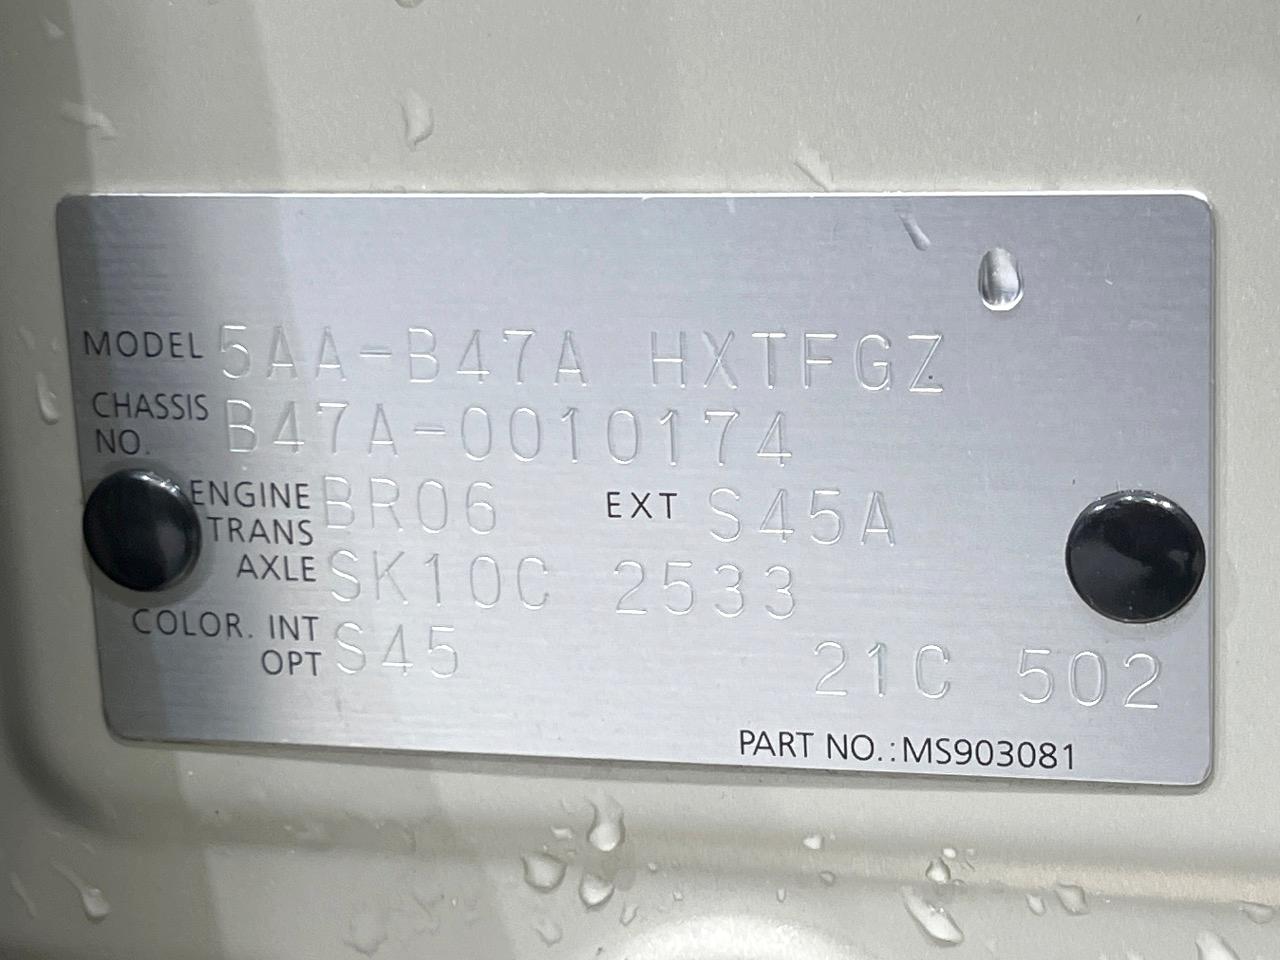 MODEL 5AA-B47A HXTFGZ
CHASSIS NO. B47A-0010174
ENGINE BR06 EXT S45A
TRANS
AXLE SK10C 2533
COLOR. INT S45
OPT 21C 502
PART NO.:MS903081